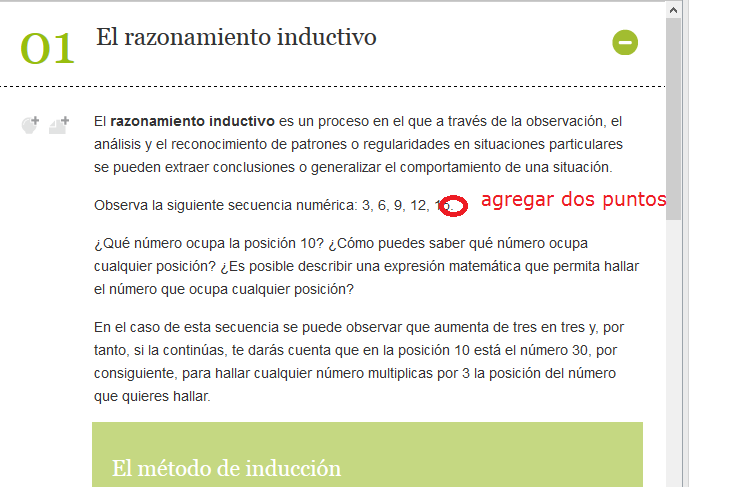 01 El razonamiento inductivo
El razonamiento inductivo es un proceso en el que a través de la observación, el
análisis y el reconocimiento de patrones o regularidades en situaciones particulares
se pueden extraer conclusiones o generalizar el comportamiento de una situación.
Observa la siguiente secuencia numérica: 3, 6, 9, 12, 15. agregar dos puntos
¿Qué número ocupa la posición 10? ¿Cómo puedes saber qué número ocupa
cualquier posición? ¿Es posible describir una expresión matemática que permita hallar
el número que ocupa cualquier posición?
En el caso de esta secuencia se puede observar que aumenta de tres en tres y, por
tanto, si la continúas, te darás cuenta que en la posición 10 está el número 30, por
consiguiente, para hallar cualquier número multiplicas por 3 la posición del número
que quieres hallar.
El método de inducción